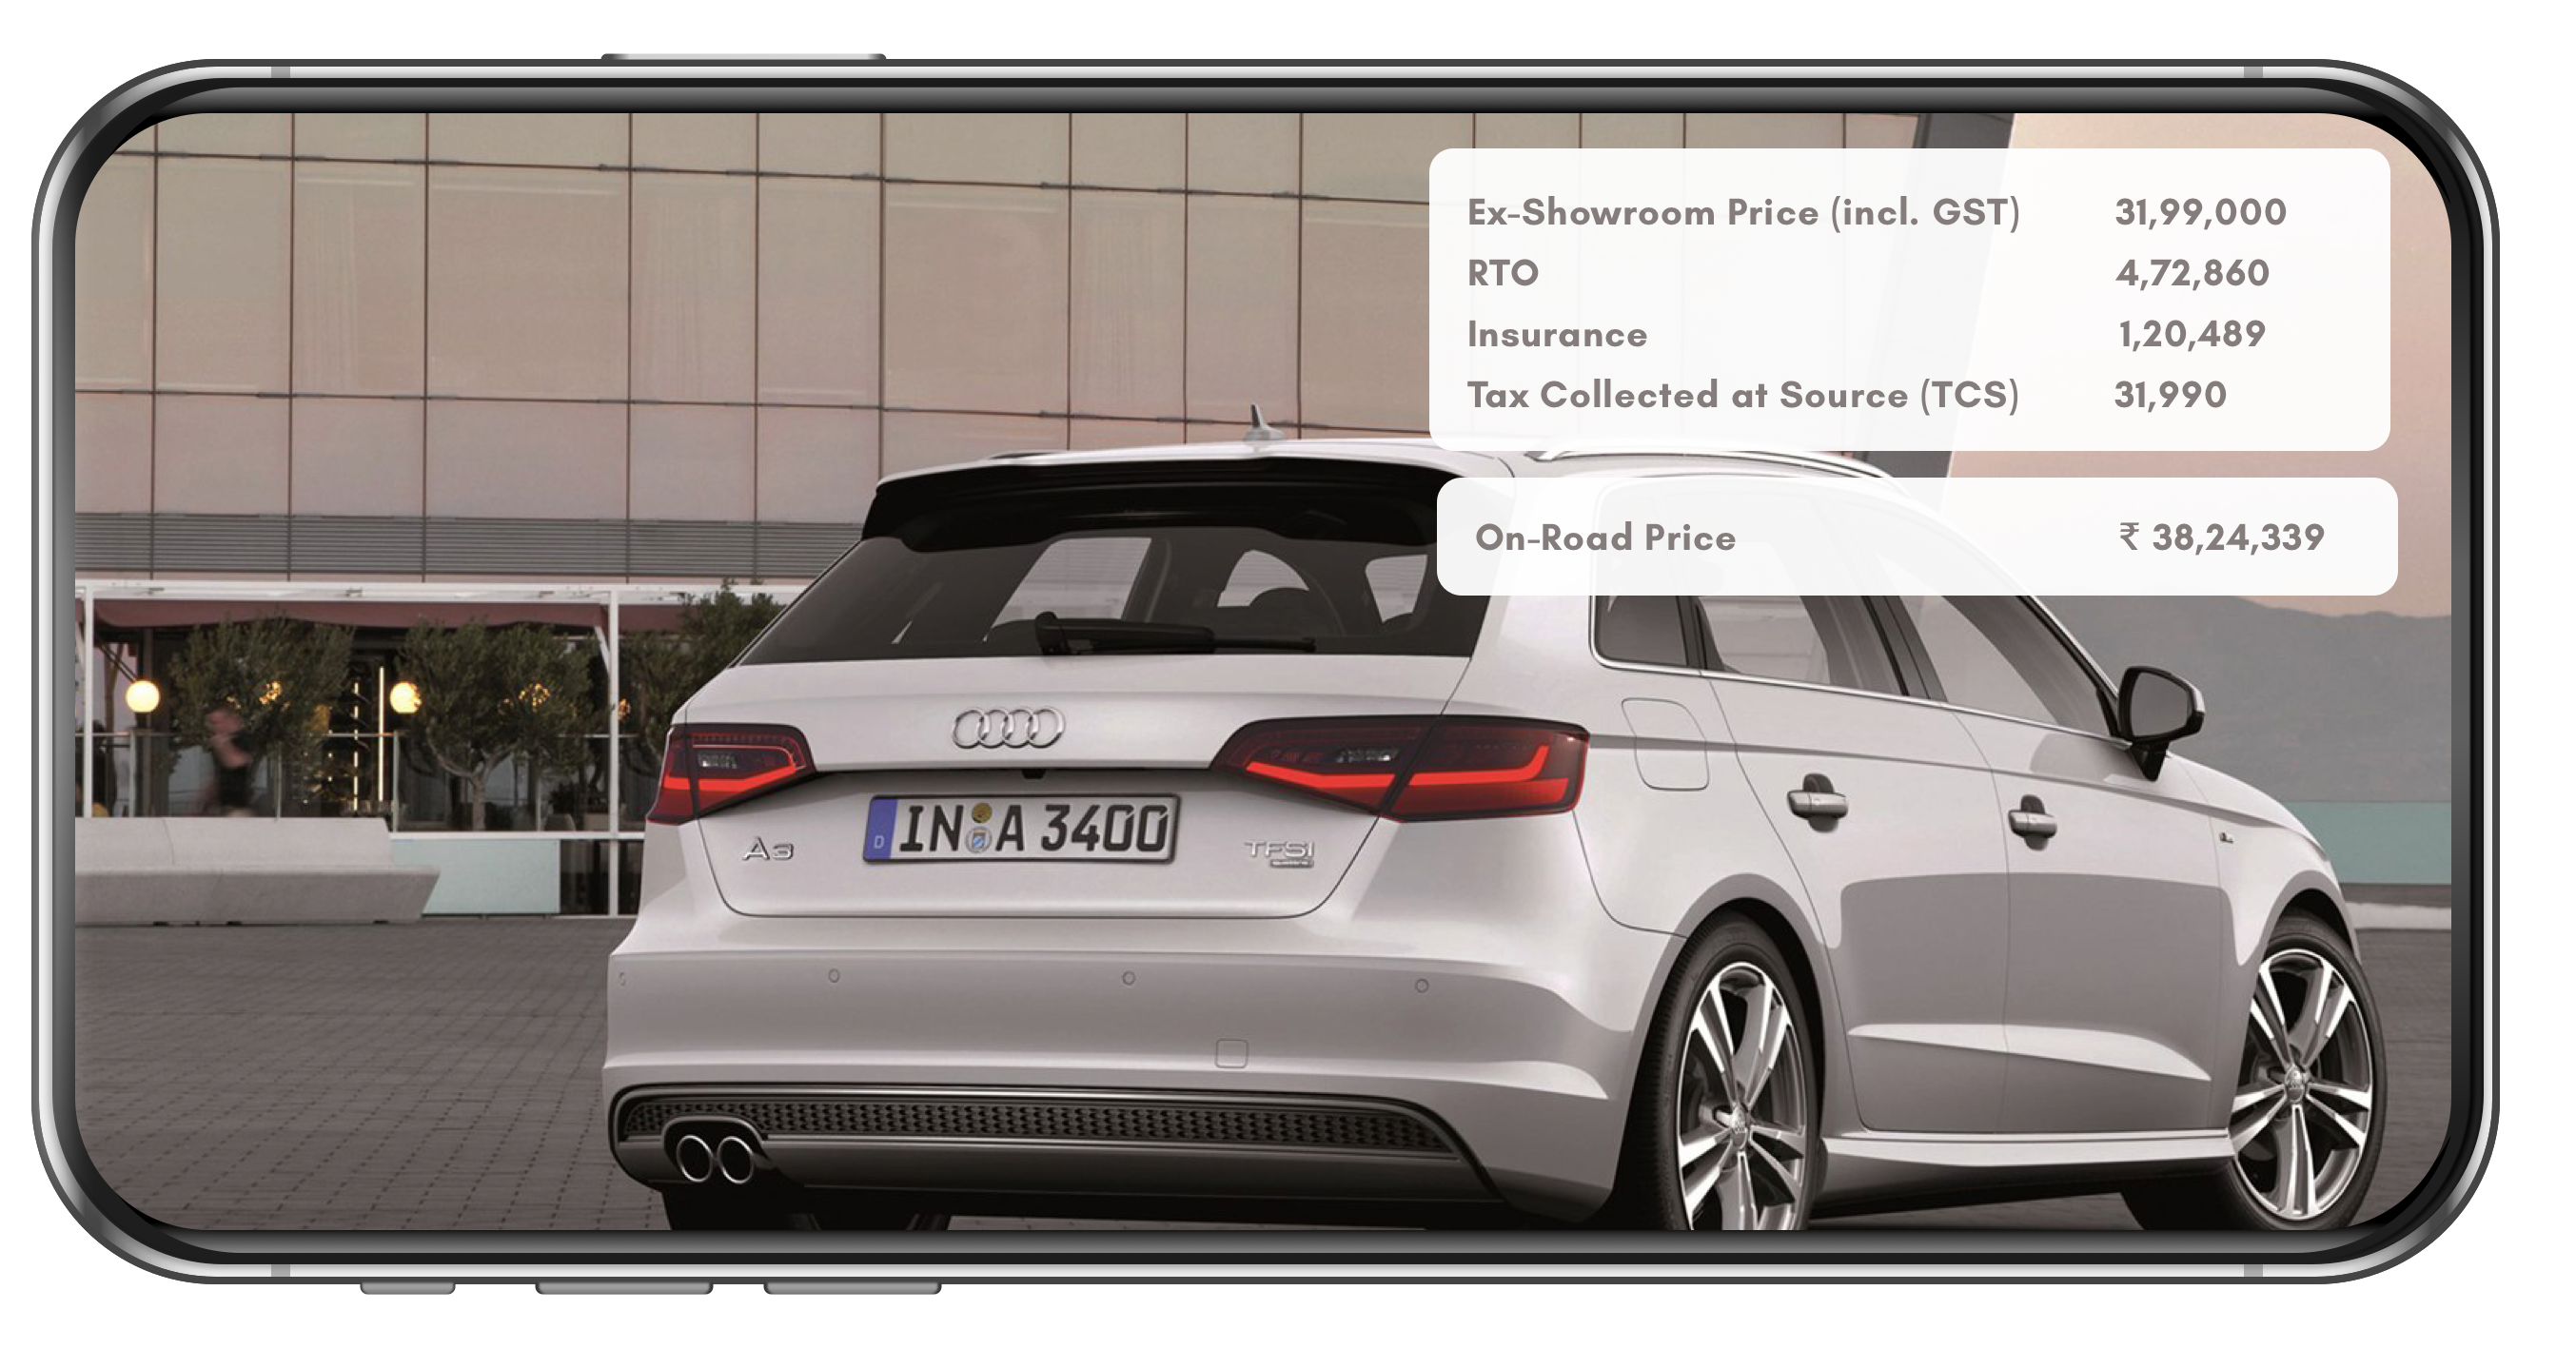 Ex-Showroom Price (incl. GST) 31,99,000
RTO 4,72,860
Insurance 1,20,489
Tax Collected at Source (TCS) 31,990
On-Road Price ₹ 38,24,339
D IN A 3400
A3
TFSI
quattro